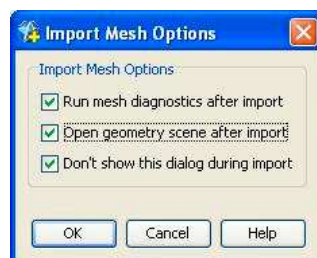 Import Mesh Options
Import Mesh Options
Run mesh diagnostics after import
Open geometry scene after import
Don't show this dialog during import
OK
Cancel
Help